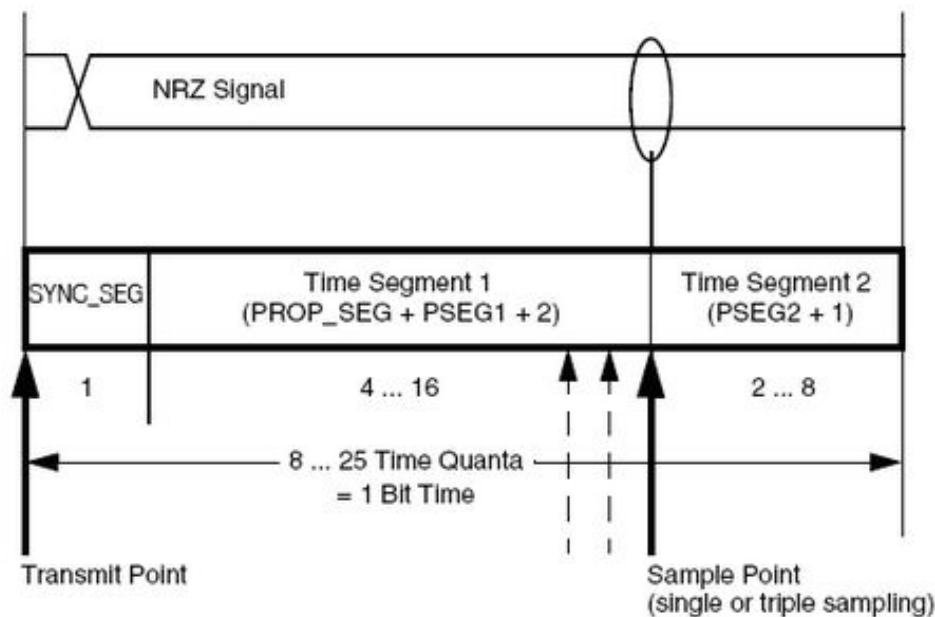 NRZ Signal
SYNC_SEG
Time Segment 1
(PROP_SEG + PSEG1 + 2)
Time Segment 2
(PSEG2 + 1)
1
4 ... 16
2 ... 8
8 ... 25 Time Quanta
= 1 Bit Time
Transmit Point
Sample Point
(single or triple sampling)